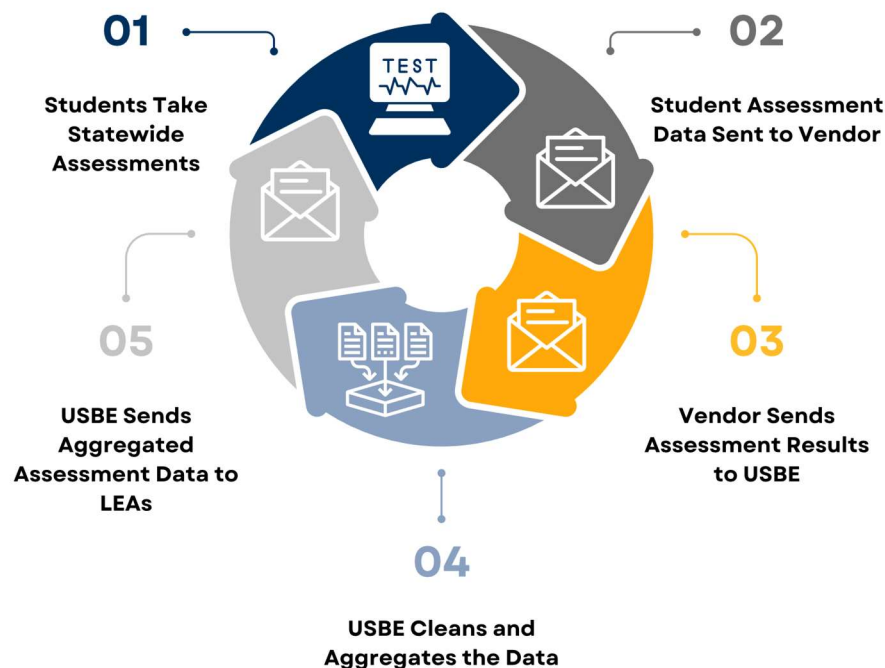 01
Students Take
Statewide
Assessments
TEST
02
Student Assessment
Data Sent to Vendor
03
Vendor Sends
Assessment Results
to USBE
04
USBE Cleans and
Aggregates the Data
05
USBE Sends
Aggregated
Assessment Data to
LEAs